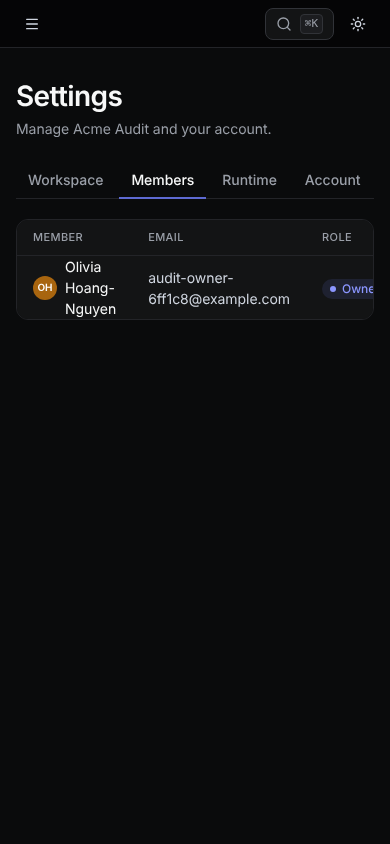 ⌘K
Settings
Manage Acme Audit and your account.
Workspace Members Runtime Account
MEMBER EMAIL ROLE
OH
Olivia
Hoang-
Nguyen
audit-owner-
6ff1c8@example.com
Owne